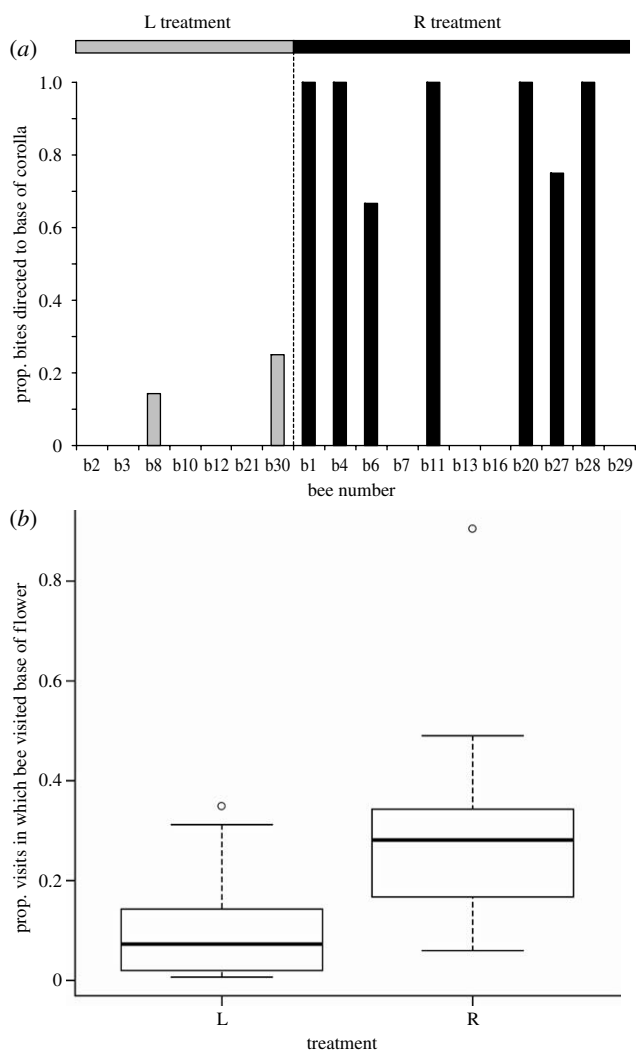 L treatment R treatment
(a)
1.0
0.8
0.6
0.4
0.2
0
prop. bites directed to base of corolla
b2 b3 b8 b10 b12 b21 b30 b1 b4 b6 b7 b11 b13 b16 b20 b27 b28 b29
bee number
(b)
0.8
0.6
0.4
0.2
0
prop. visits in which bee visited base of flower
L R
treatment